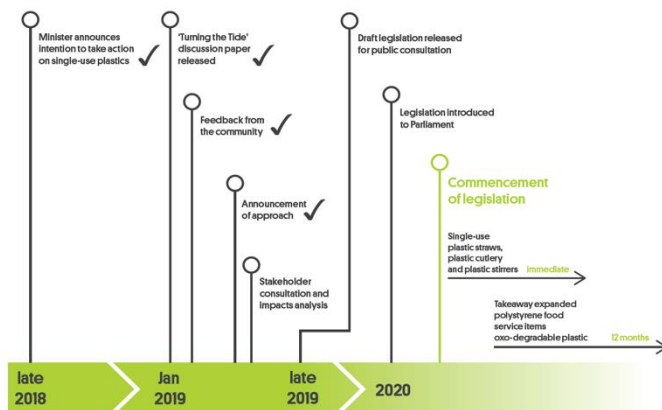 Minister announces
intention to take action
on single-use plastics
'Turning the Tide'
discussion paper
released
Feedback from
the community
Announcement
of approach
Stakeholder
consultation and
impacts analysis
Draft legislation released
for public consultation
Legislation introduced
to Parliament
Commencement
of legislation
Single-use
plastic straws,
plastic cutlery
and plastic stirrers immediate
Takeaway expanded
polystyrene food
service items
oxo-degradable plastic 12 months
late
2018
Jan
2019
late
2019
2020